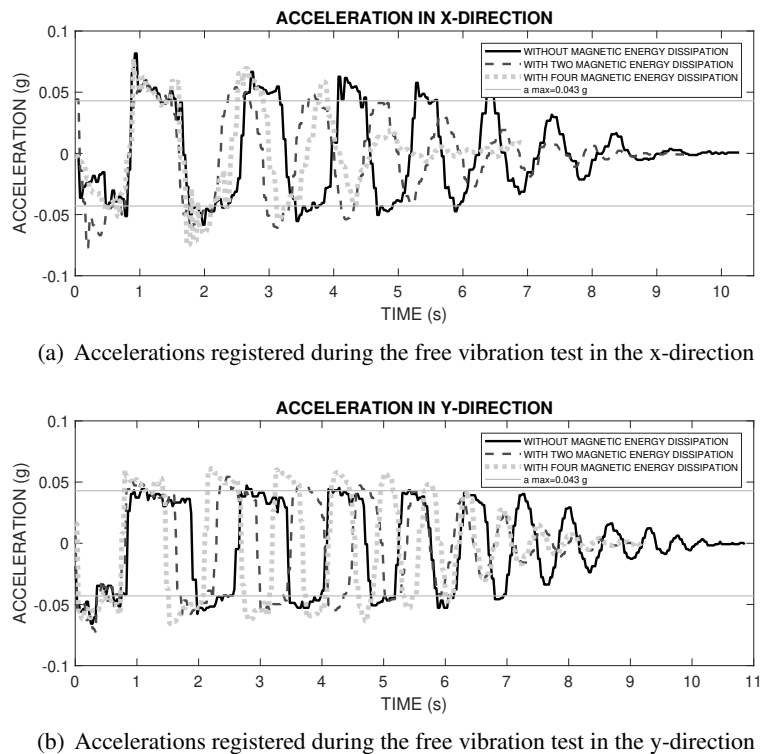 ACCELERATION IN X-DIRECTION
0.1
0.05
0
-0.05
-0.1
ACCELERATION (g)
WITHOUT MAGNETIC ENERGY DISSIPATION
WITH TWO MAGNETIC ENERGY DISSIPATION
WITH FOUR MAGNETIC ENERGY DISSIPATION
a max=0.043 g
0 1 2 3 4 5 6 7 8 9 10
TIME (s)
(a) Accelerations registered during the free vibration test in the x-direction
ACCELERATION IN Y-DIRECTION
0.1
0.05
0
-0.05
-0.1
ACCELERATION (g)
WITHOUT MAGNETIC ENERGY DISSIPATION
WITH TWO MAGNETIC ENERGY DISSIPATION
WITH FOUR MAGNETIC ENERGY DISSIPATION
a max=0.043 g
0 1 2 3 4 5 6 7 8 9 10 11
TIME (s)
(b) Accelerations registered during the free vibration test in the y-direction